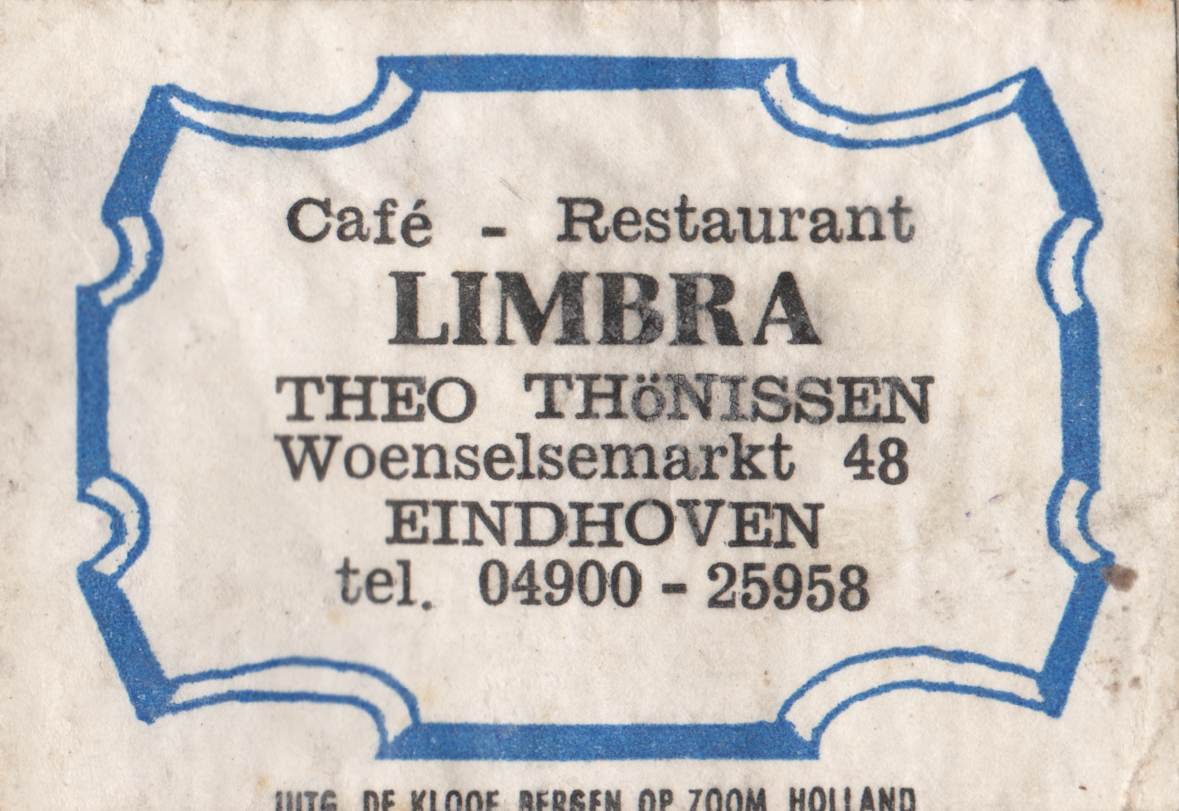 Café - Restaurant
LIMBRA
THEO THöNISSEN
Woenselsemarkt 48
EINDHOVEN
tel. 04900 - 25958
UITG. DE KLOOF BERGEN OP ZOOM HOLLAND